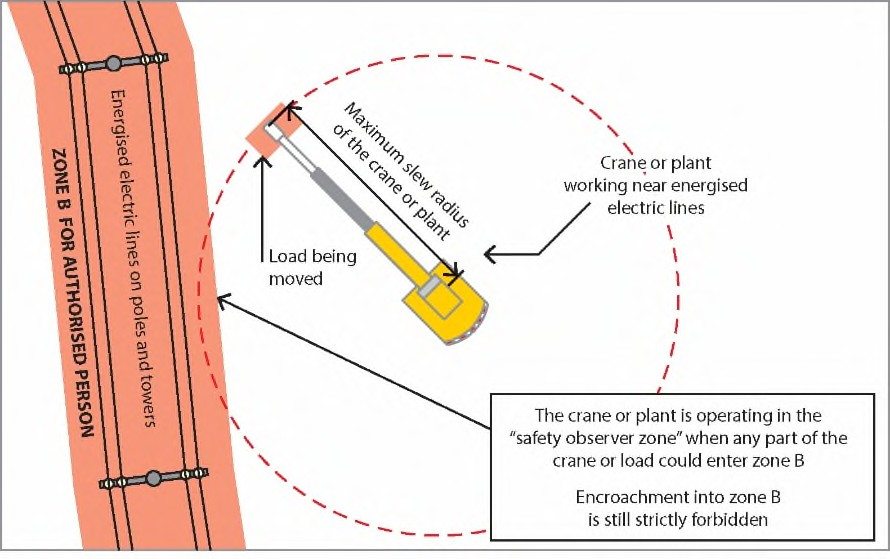 ZONE B FOR AUTHORISED PERSON
Energised electric lines on poles and towers
Maximum slew radius
of the crane or plant
Load being
moved
Crane or plant
working near energised
electric lines
The crane or plant is operating in the
“safety observer zone” when any part of the
crane or load could enter zone B
Encroachment into zone B
is still strictly forbidden